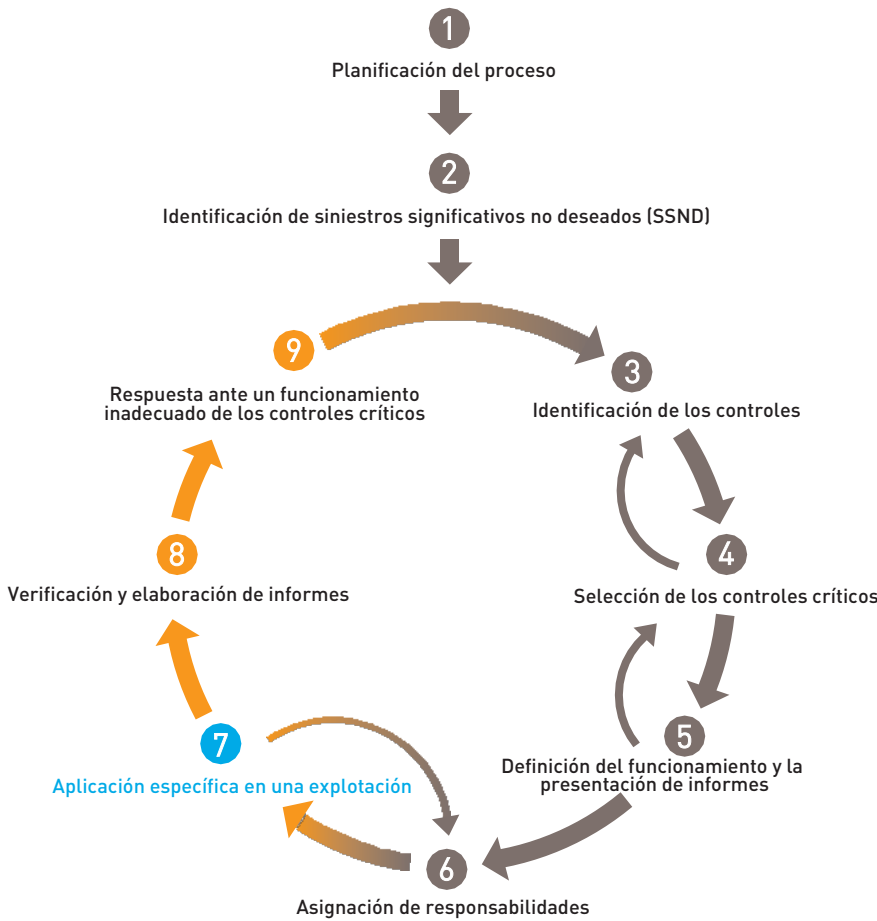 1
Planificación del proceso
2
Identificación de siniestros significativos no deseados (SSND)
3
Identificación de los controles
4
Selección de los controles críticos
5
Definición del funcionamiento y la
presentación de informes
6
Asignación de responsabilidades
7
Aplicación específica en una explotación
8
Verificación y elaboración de informes
9
Respuesta ante un funcionamiento
inadecuado de los controles críticos